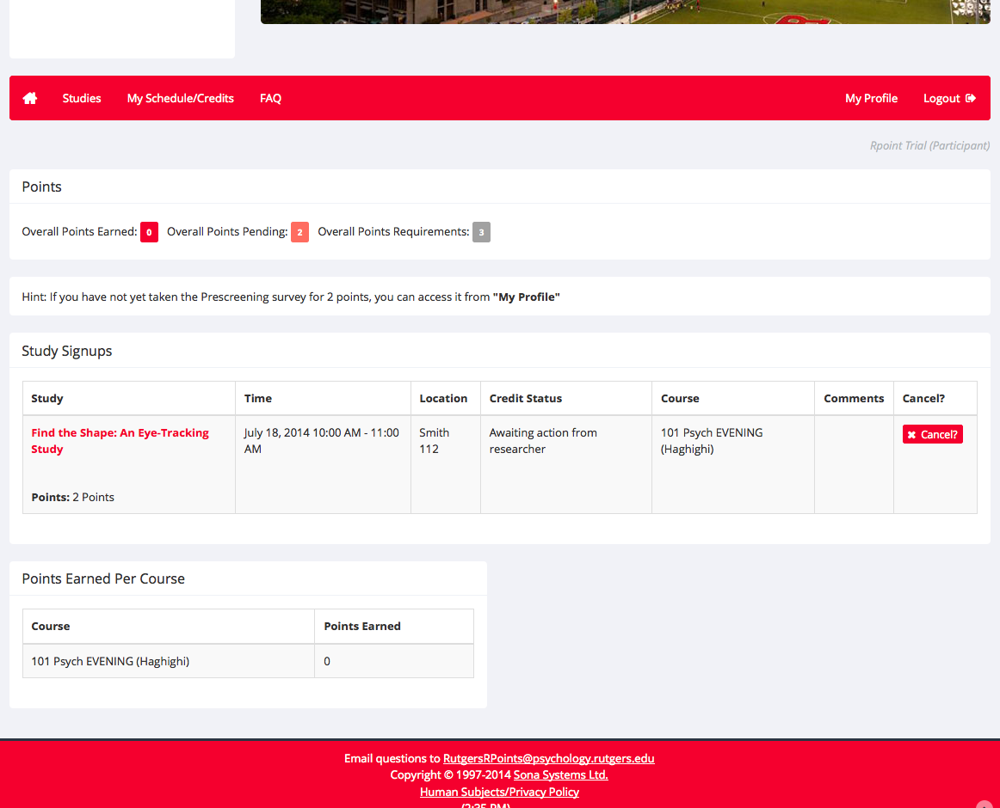 Studies My Schedule/Credits FAQ My Profile Logout
Rpoint Trial (Participant)
Points
Overall Points Earned: 0 Overall Points Pending: 2 Overall Points Requirements: 3
Hint: If you have not yet taken the Prescreening survey for 2 points, you can access it from "My Profile"
Study Signups
Study Time Location Credit Status Course Comments Cancel?
Find the Shape: An Eye-Tracking July 18, 2014 10:00 AM - 11:00 Smith Awaiting action from 101 Psych EVENING Cancel?
Study AM 112 researcher (Haghighi)
Points: 2 Points
Points Earned Per Course
Course Points Earned
101 Psych EVENING (Haghighi) 0
Email questions to RutgersRPoints@psychology.rutgers.edu
Copyright © 1997-2014 Sona Systems Ltd.
Human Subjects/Privacy Policy
(2:35 PM)